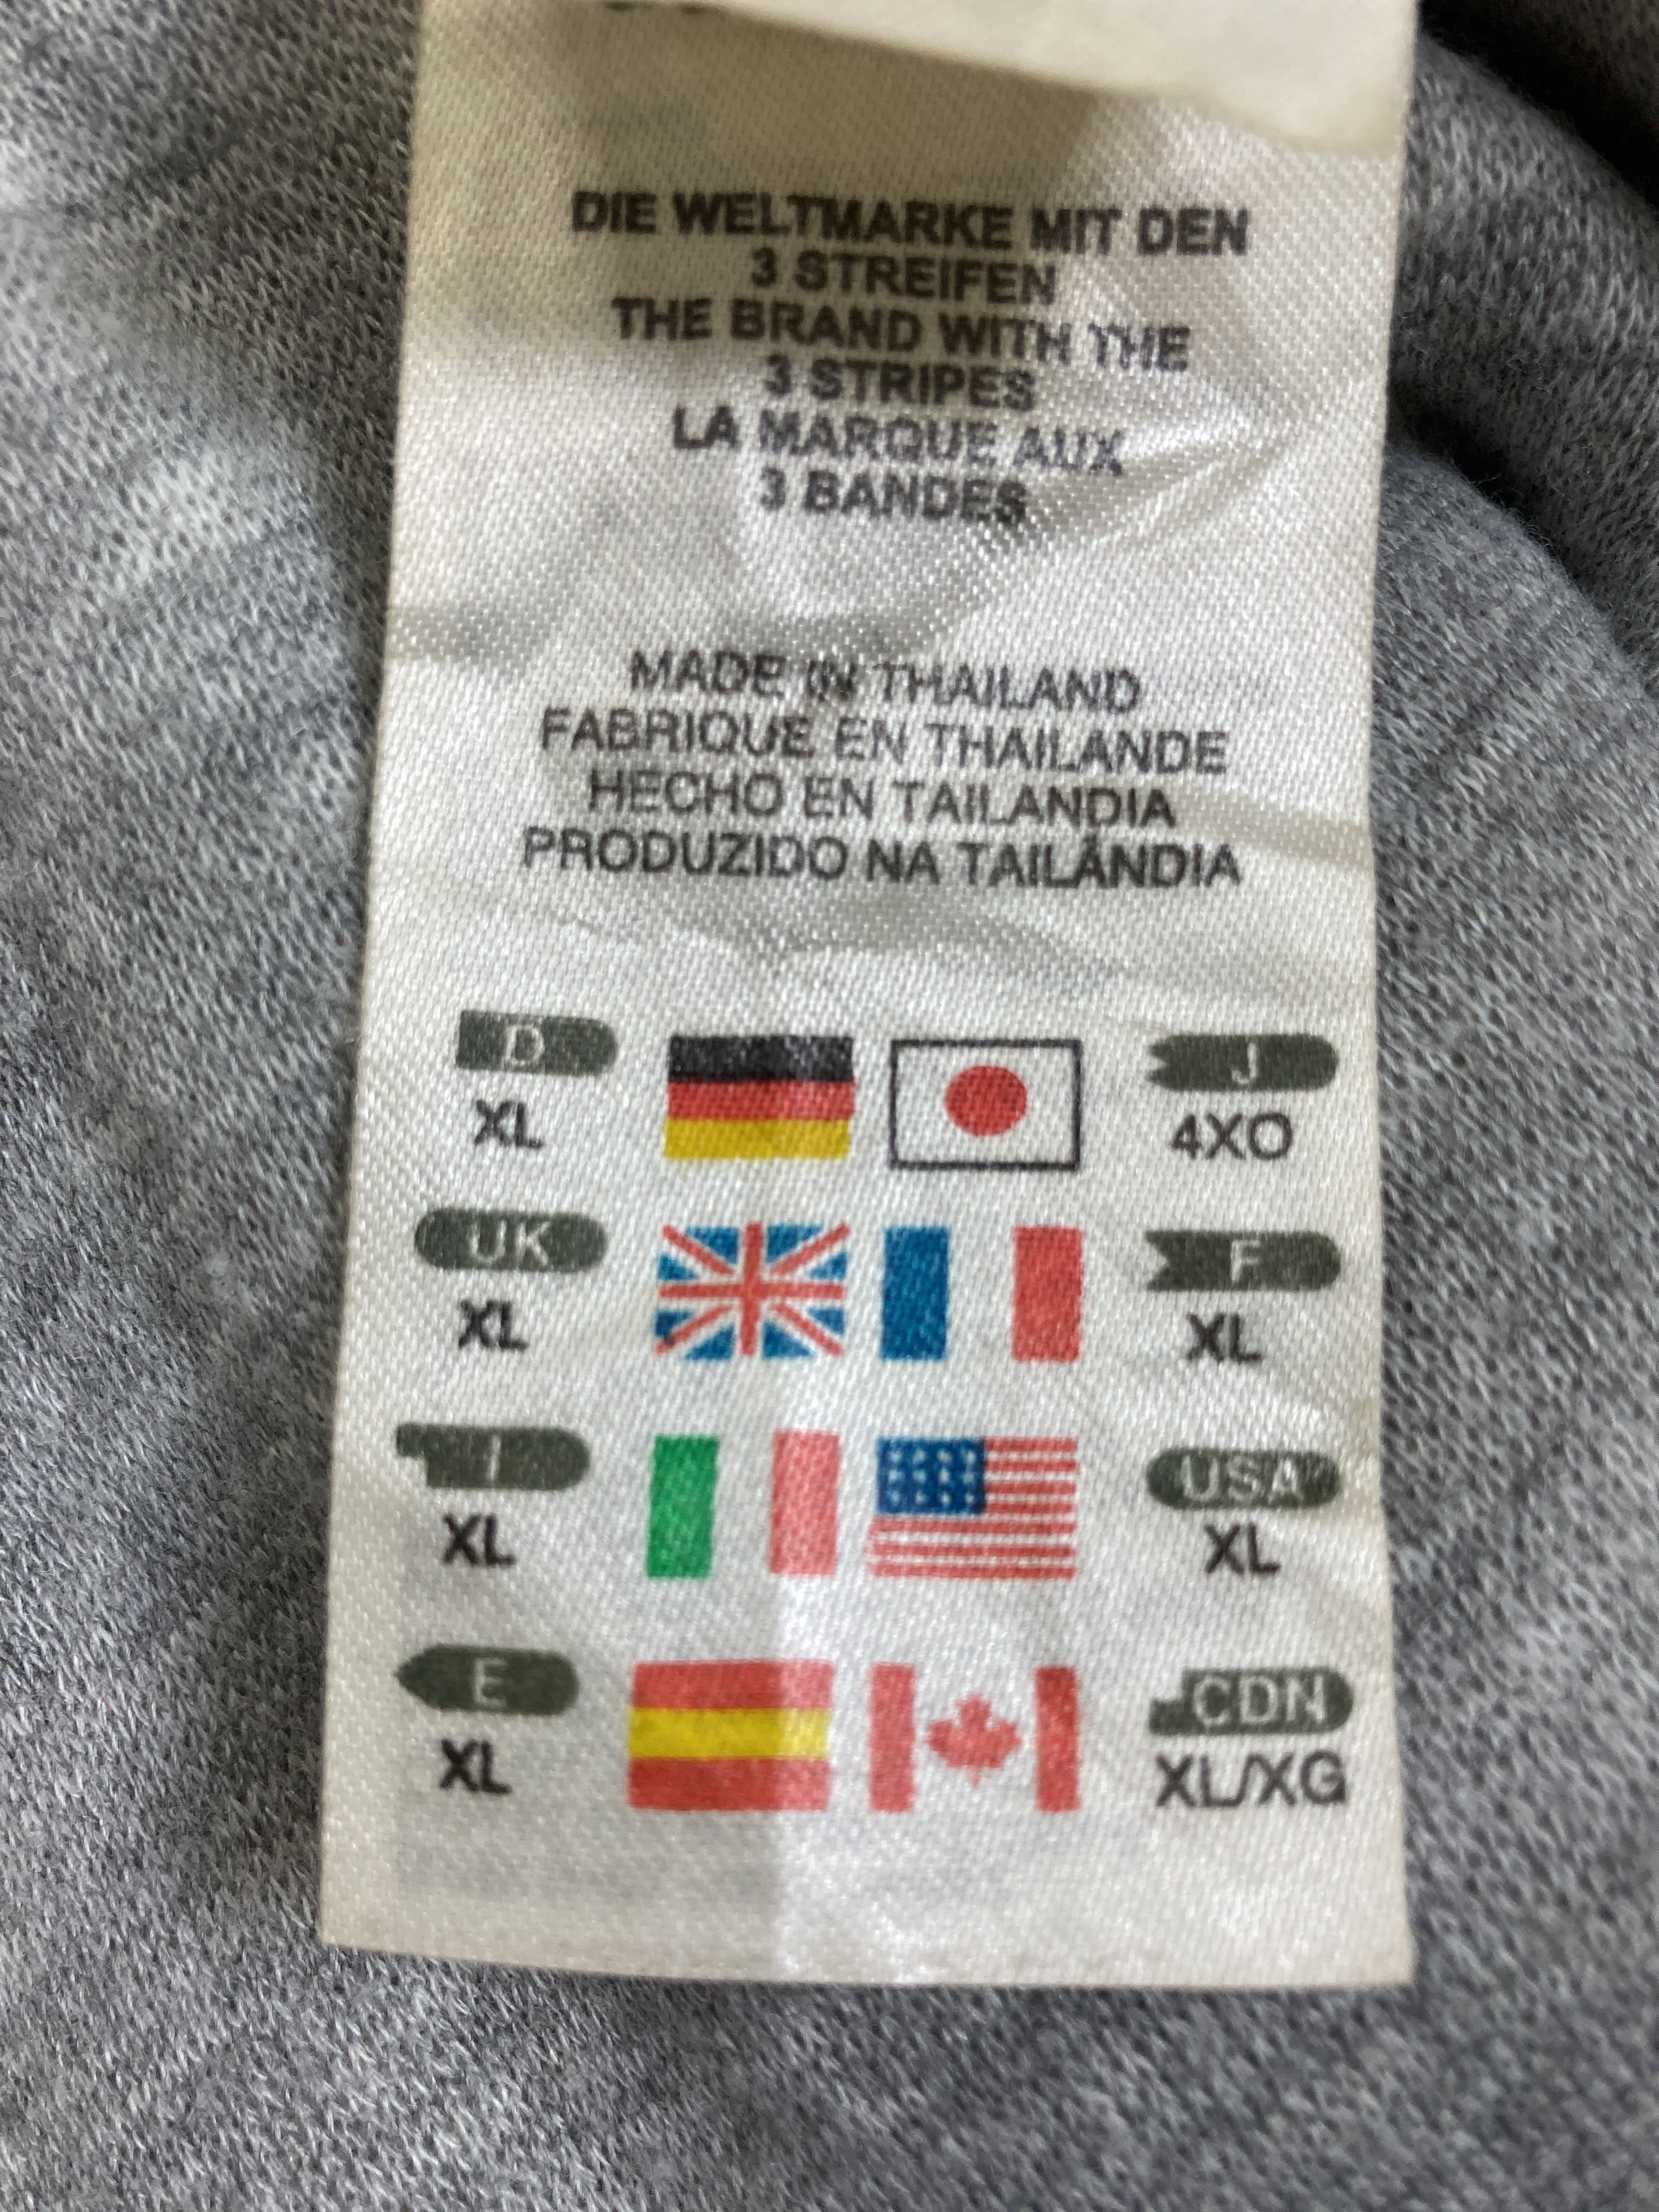 DIE WELTMARKE MIT DEN
3 STREIFEN
THE BRAND WITH THE
3 STRIPES
LA MARQUE AUX
3 BANDES
MADE IN THAILAND
FABRIQUE EN THAILANDE
HECHO EN TAILANDIA
PRODUZIDO NA TAILÂNDIA
D J
XL 4XO
UK F
XL XL
I USA
XL XL
E CDN
XL XL/XG